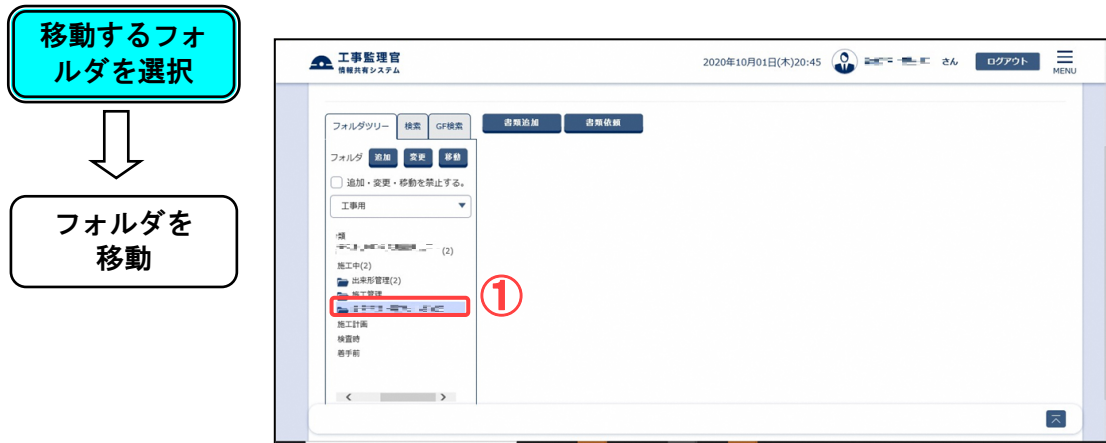 移動するフォ
ルダを選択
フォルダを
移動
工事監理官
情報共有システム
2020年10月01日(木)20:45
さん
ログアウト
MENU
フォルダツリー
検索
GF検索
書類追加
書類依頼
フォルダ
追加
変更
移動
追加・変更・移動を禁止する。
工事用
類
(2)
施工中(2)
出来形管理(2)
施工管理
①
施工計画
検査時
着手前